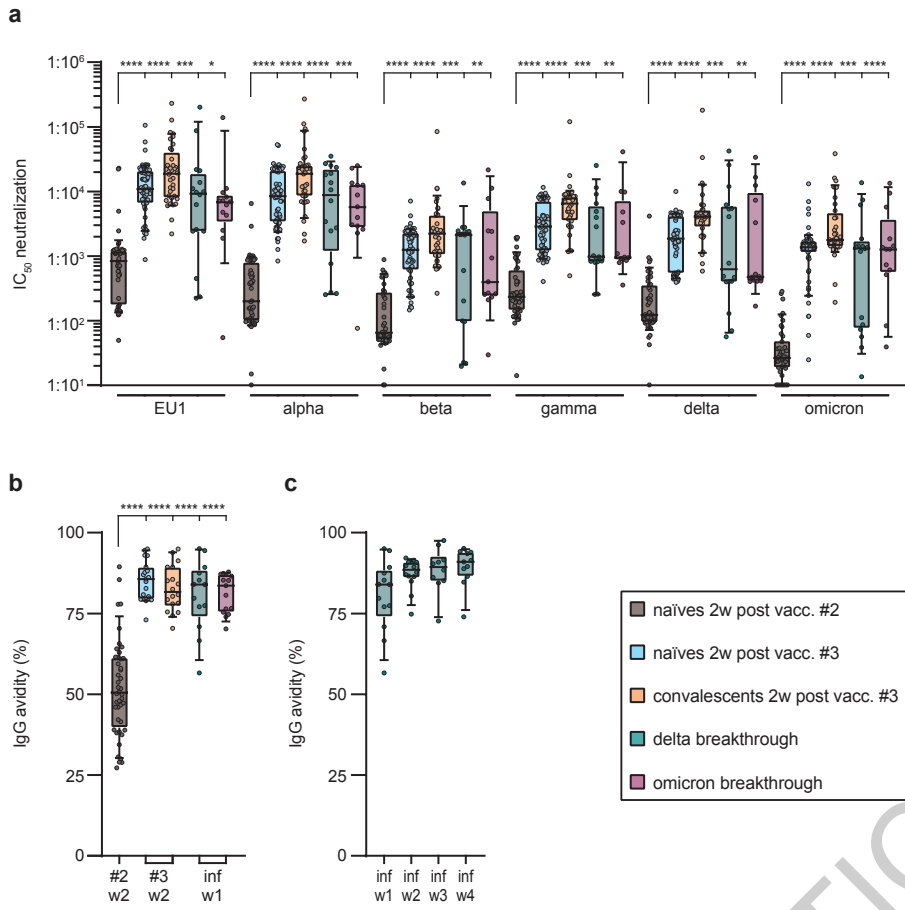 a
**** **** *** *
**** **** **** ***
**** **** *** **
**** **** *** **
**** **** *** **
**** **** *** ****
IC50 neutralization
1:10⁶
1:10⁵
1:10⁴
1:10³
1:10²
1:10¹
EU1 alpha beta gamma delta omicron
b
**** **** **** ****
IgG avidity (%)
100
75
50
25
0
#2 #3 inf
w2 w2 w1
c
IgG avidity (%)
100
75
50
25
0
inf inf inf inf
w1 w2 w3 w4
naïves 2w post vacc. #2
naïves 2w post vacc. #3
convalescents 2w post vacc. #3
delta breakthrough
omicron breakthrough